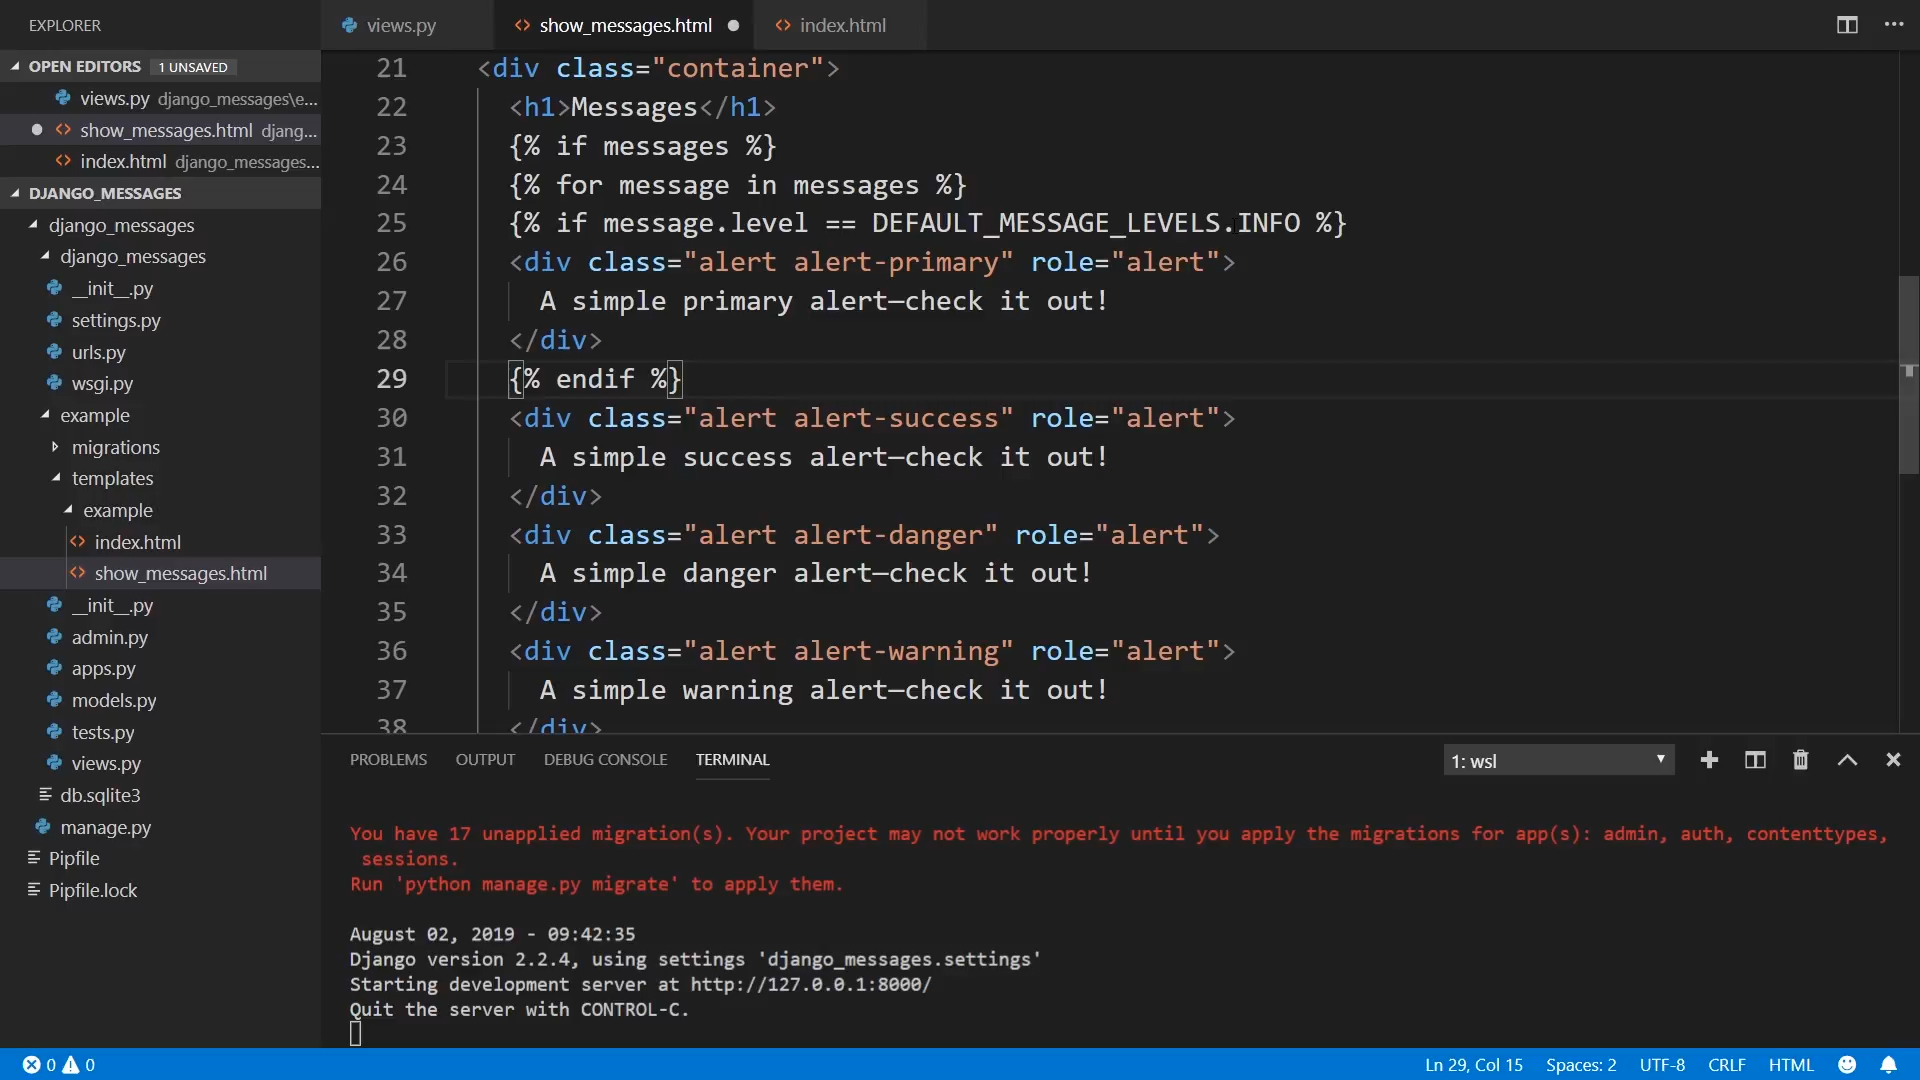 EXPLORER
views.py
show_messages.html
index.html
OPEN EDITORS 1 UNSAVED
views.py django_messages\e...
show_messages.html djang...
index.html django_messages...
DJANGO_MESSAGES
django_messages
django_messages
__init__.py
settings.py
urls.py
wsgi.py
example
migrations
templates
example
index.html
show_messages.html
__init__.py
admin.py
apps.py
models.py
tests.py
views.py
db.sqlite3
manage.py
Pipfile
Pipfile.lock
21 <div class="container">
22 <h1>Messages</h1>
23 {% if messages %}
24 {% for message in messages %}
25 {% if message.level == DEFAULT_MESSAGE_LEVELS.INFO %}
26 <div class="alert alert-primary" role="alert">
27 A simple primary alert—check it out!
28 </div>
29 {% endif %}
30 <div class="alert alert-success" role="alert">
31 A simple success alert—check it out!
32 </div>
33 <div class="alert alert-danger" role="alert">
34 A simple danger alert—check it out!
35 </div>
36 <div class="alert alert-warning" role="alert">
37 A simple warning alert—check it out!
38 </div>
PROBLEMS OUTPUT DEBUG CONSOLE TERMINAL
1: wsl
You have 17 unapplied migration(s). Your project may not work properly until you apply the migrations for app(s): admin, auth, contenttypes,
sessions.
Run 'python manage.py migrate' to apply them.
August 02, 2019 - 09:42:35
Django version 2.2.4, using settings 'django_messages.settings'
Starting development server at http://127.0.0.1:8000/
Quit the server with CONTROL-C.
0 0
Ln 29, Col 15 Spaces: 2 UTF-8 CRLF HTML